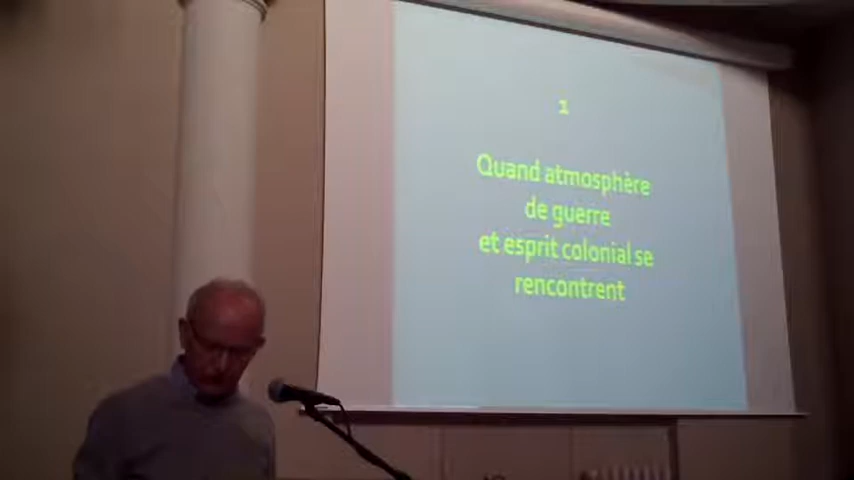 1
Quand atmosphère
de guerre
et esprit colonial se
rencontrent